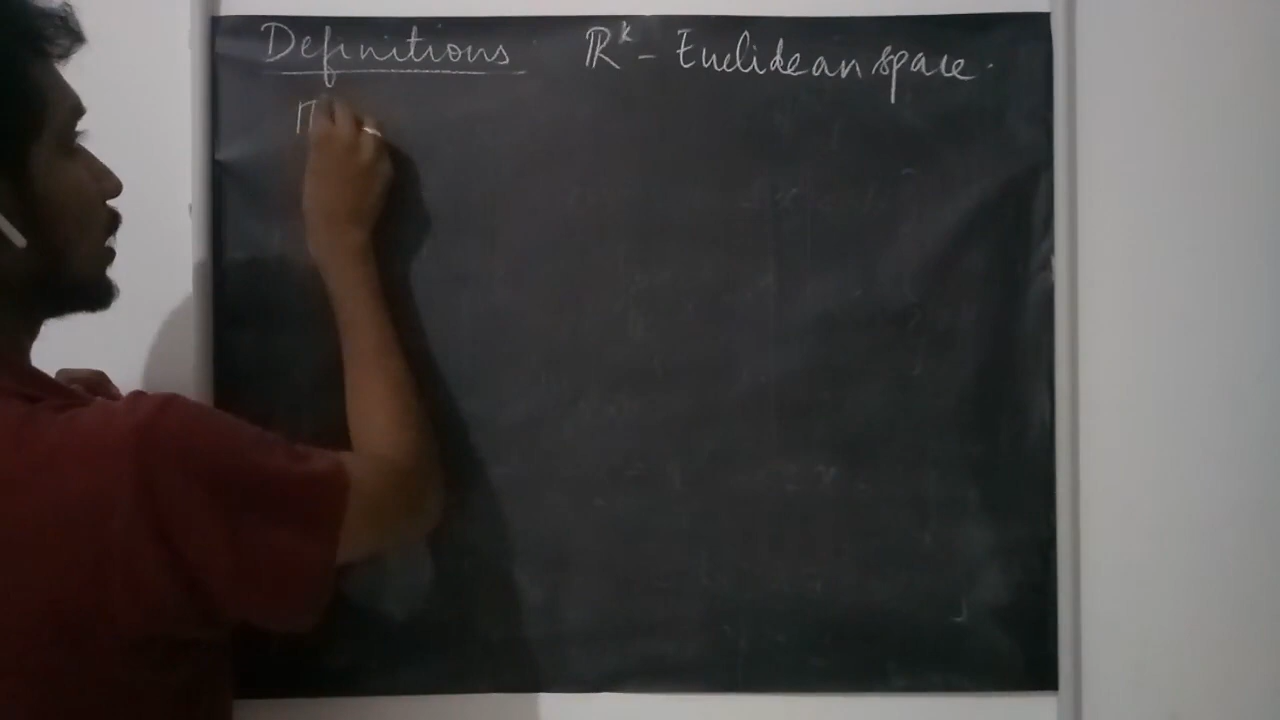 Definitions ℝᵏ - Euclidean space.